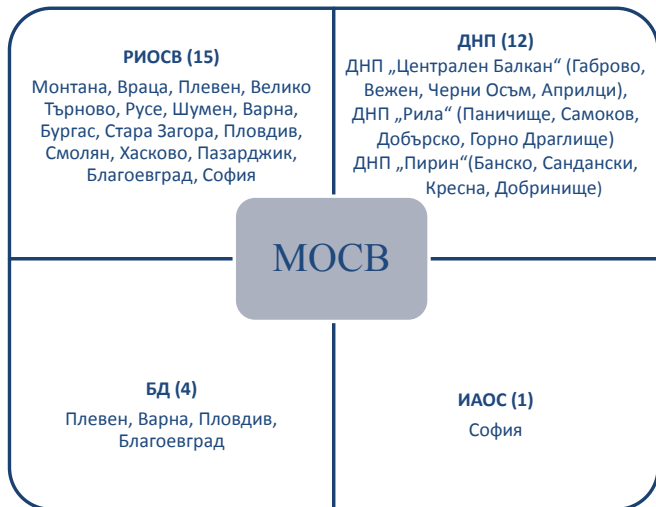 РИОСВ (15)
Монтана, Враца, Плевен, Велико
Търново, Русе, Шумен, Варна,
Бургас, Стара Загора, Пловдив,
Смолян, Хасково, Пазарджик,
Благоевград, София
ДНП (12)
ДНП „Централен Балкан“ (Габрово,
Вежен, Черни Осъм, Априлци),
ДНП „Рила“ (Паничище, Самоков,
Добърско, Горно Драглище)
ДНП „Пирин“(Банско, Сандански,
Кресна, Добринище)
МОСВ
БД (4)
Плевен, Варна, Пловдив,
Благоевград
ИАОС (1)
София